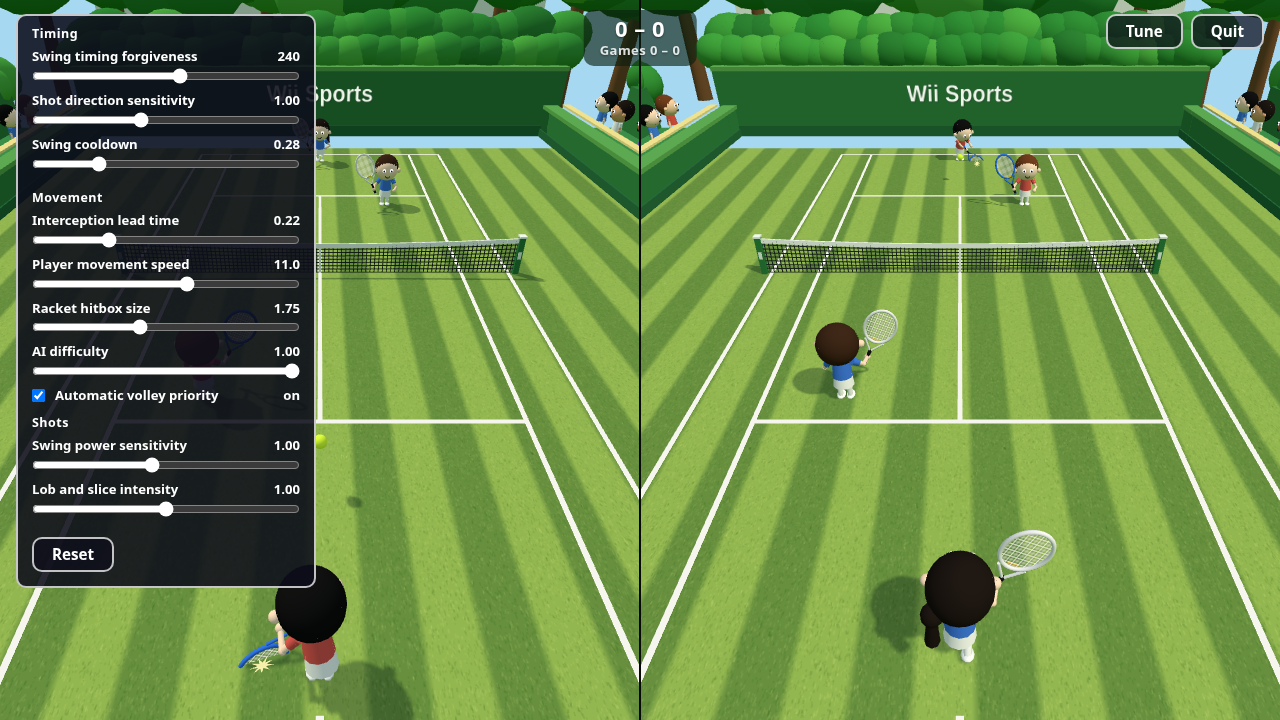 Timing
Swing timing forgiveness 240
Shot direction sensitivity 1.00
Swing cooldown 0.28
Movement
Interception lead time 0.22
Player movement speed 11.0
Racket hitbox size 1.75
AI difficulty 1.00
Automatic volley priority on
Shots
Swing power sensitivity 1.00
Lob and slice intensity 1.00
Reset
Wii Sports
0 – 0
Games 0 – 0
Wii Sports
Tune
Quit